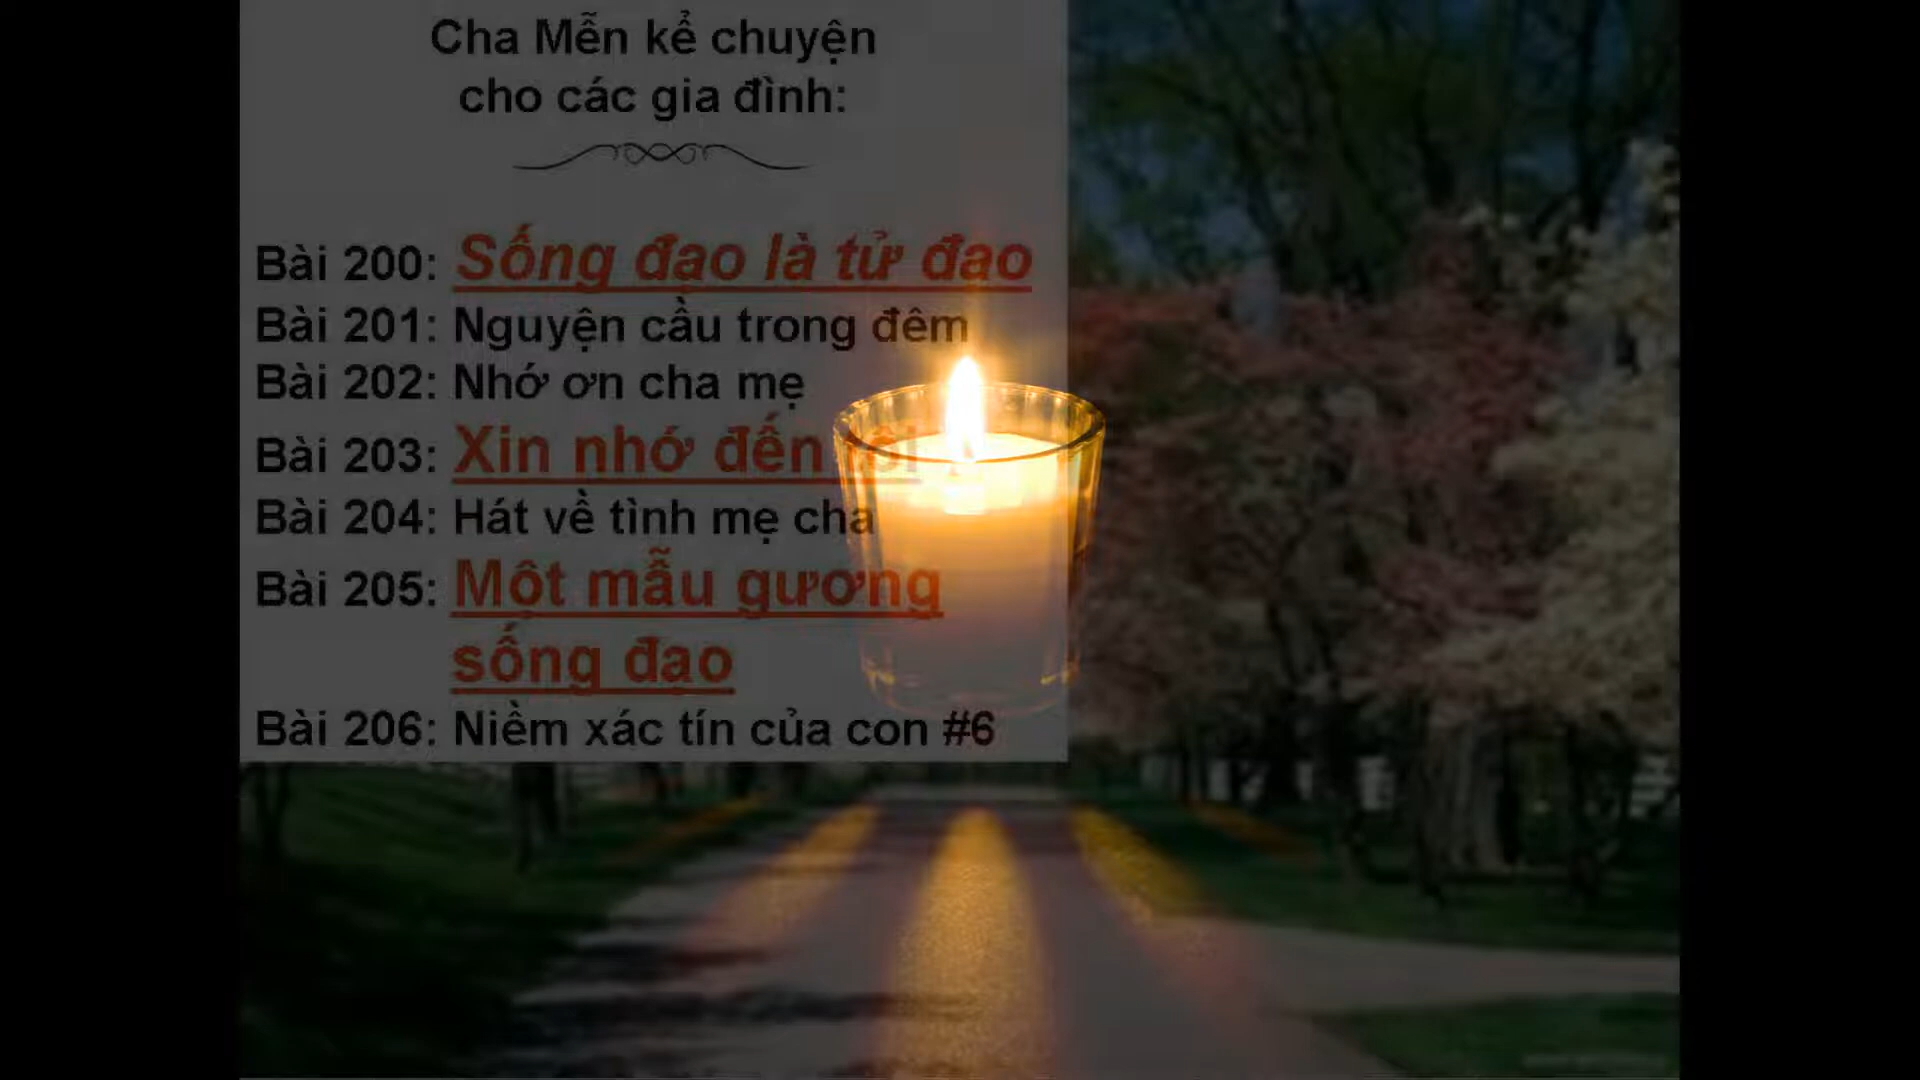 Cha Mễn kể chuyện
cho các gia đình:
Bài 200: Sống đạo là tử đạo
Bài 201: Nguyện cầu trong đêm
Bài 202: Nhớ ơn cha mẹ
Bài 203: Xin nhớ đến tôi
Bài 204: Hát về tình mẹ cha
Bài 205: Một mẫu gương
sống đạo
Bài 206: Niềm xác tín của con #6